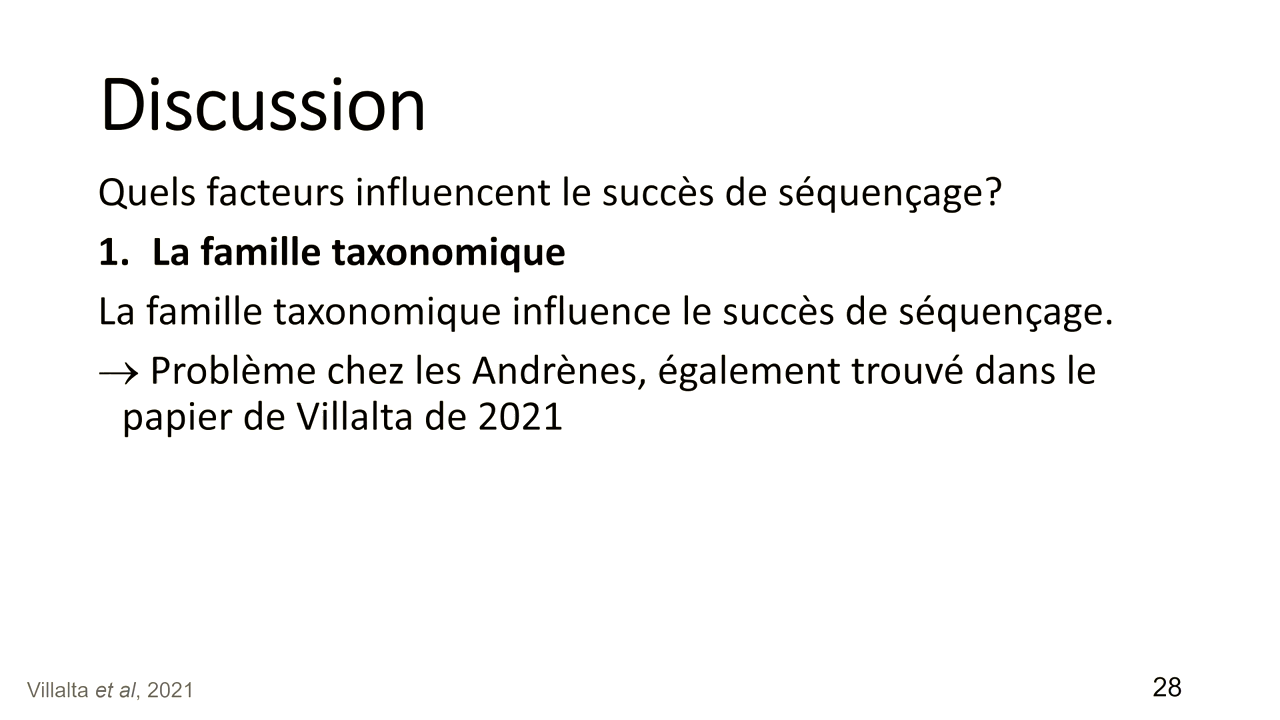 Discussion
Quels facteurs influencent le succès de séquençage?
1. La famille taxonomique
La famille taxonomique influence le succès de séquençage.
→ Problème chez les Andrènes, également trouvé dans le
papier de Villalta de 2021
Villalta et al, 2021
28